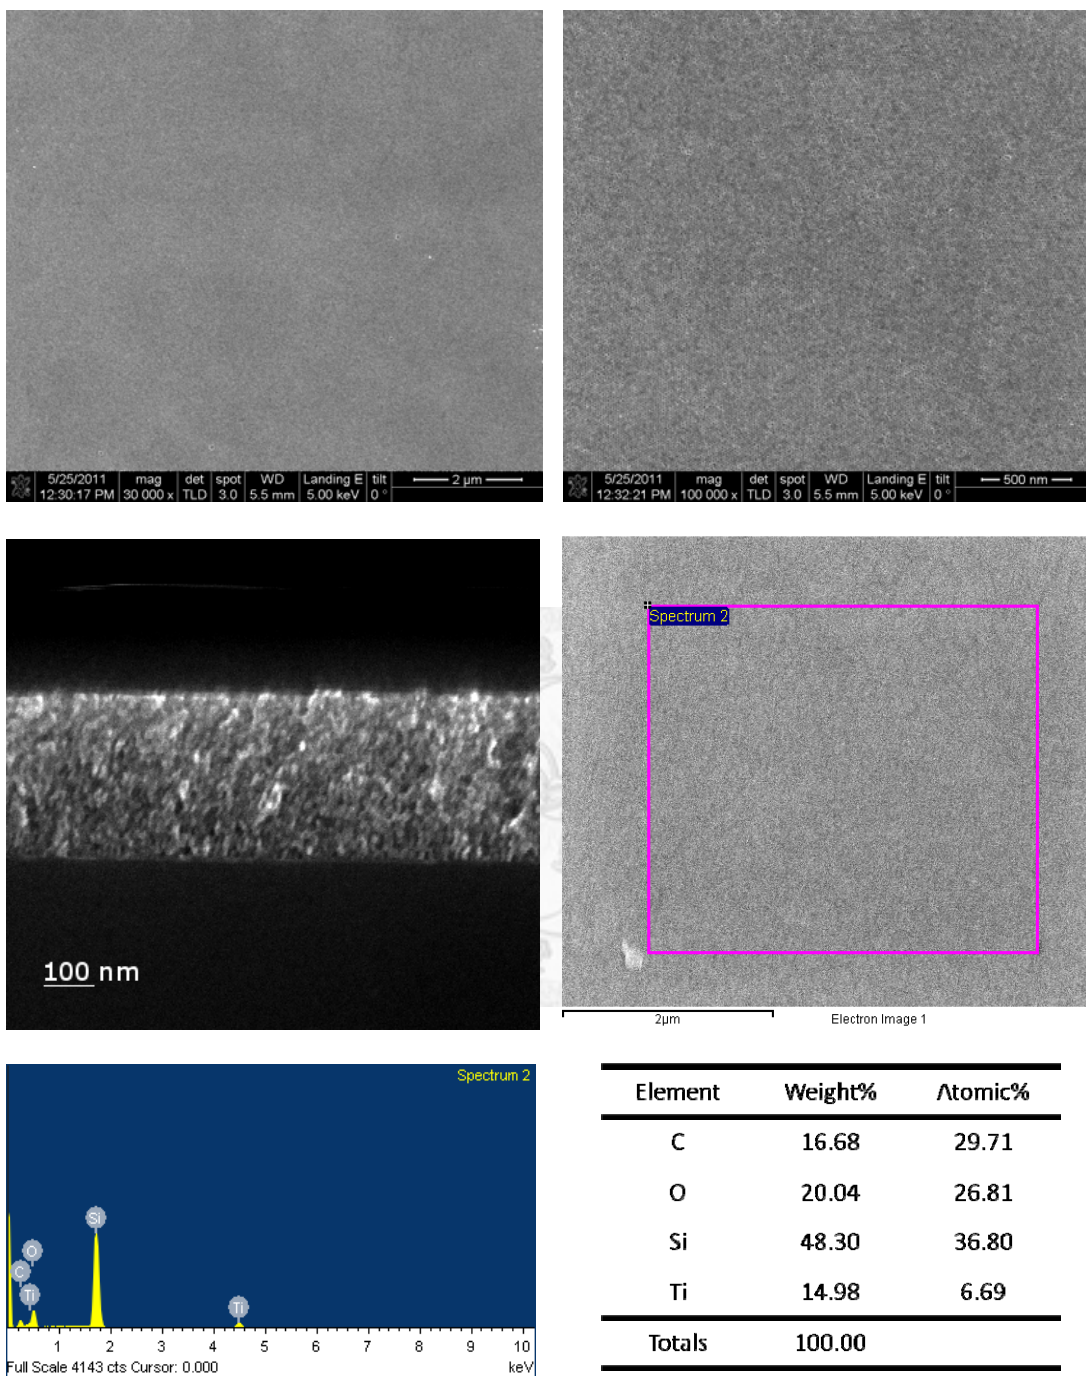 5/25/2011 mag det spot WD Landing E tilt
12:30:17 PM 30 000 x TLD 3.0 5.5 mm 5.00 keV 0 ° 2 µm
5/25/2011 mag det spot WD Landing E tilt
12:32:21 PM 100 000 x TLD 3.0 5.5 mm 5.00 keV 0 ° 500 nm
100 nm
Spectrum 2
2µm Electron Image 1
Spectrum 2
Si
O
C
Ti
Ti
1 2 3 4 5 6 7 8 9 10
Full Scale 4143 cts Cursor: 0.000 keV
Element Weight% Atomic%
C 16.68 29.71
O 20.04 26.81
Si 48.30 36.80
Ti 14.98 6.69
Totals 100.00